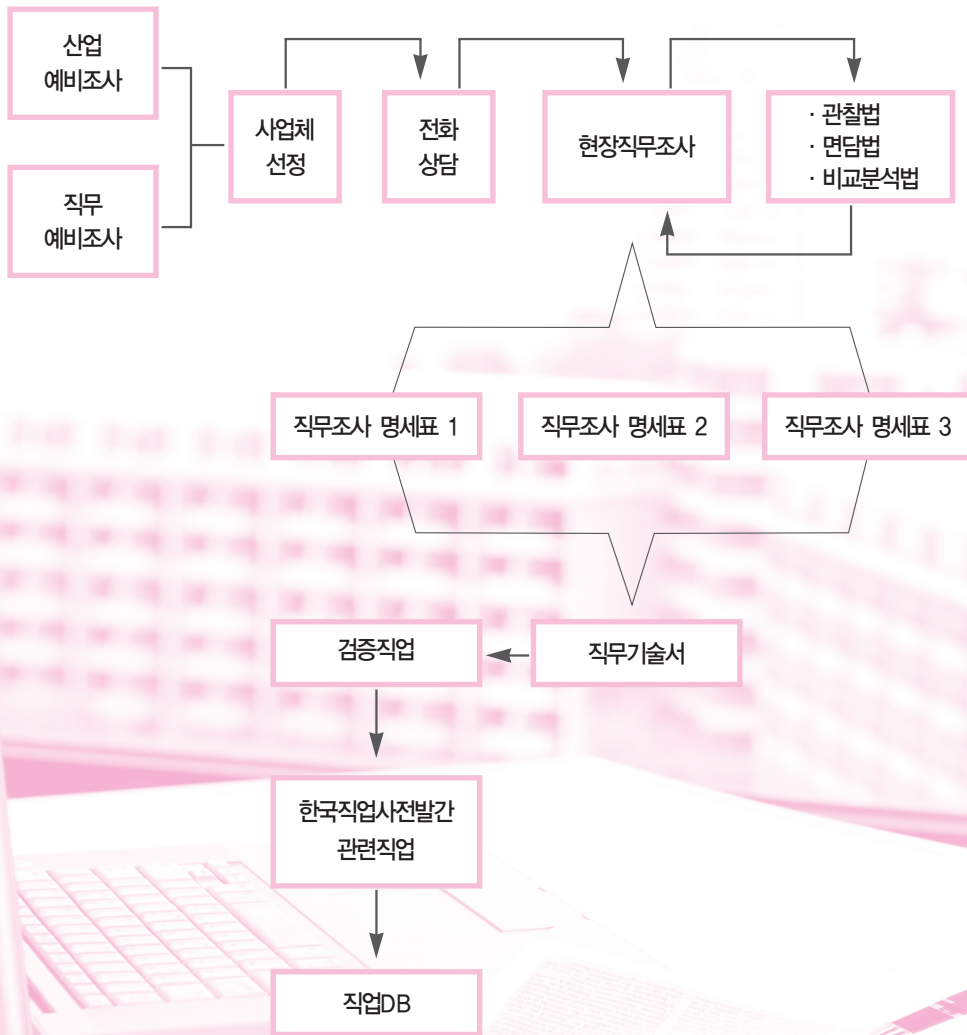 산업
예비조사
직무
예비조사
사업체
선정
전화
상담
현장직무조사
· 관찰법
· 면담법
· 비교분석법
직무조사 명세표 1
직무조사 명세표 2
직무조사 명세표 3
검증직업
직무기술서
한국직업사전발간
관련직업
직업DB